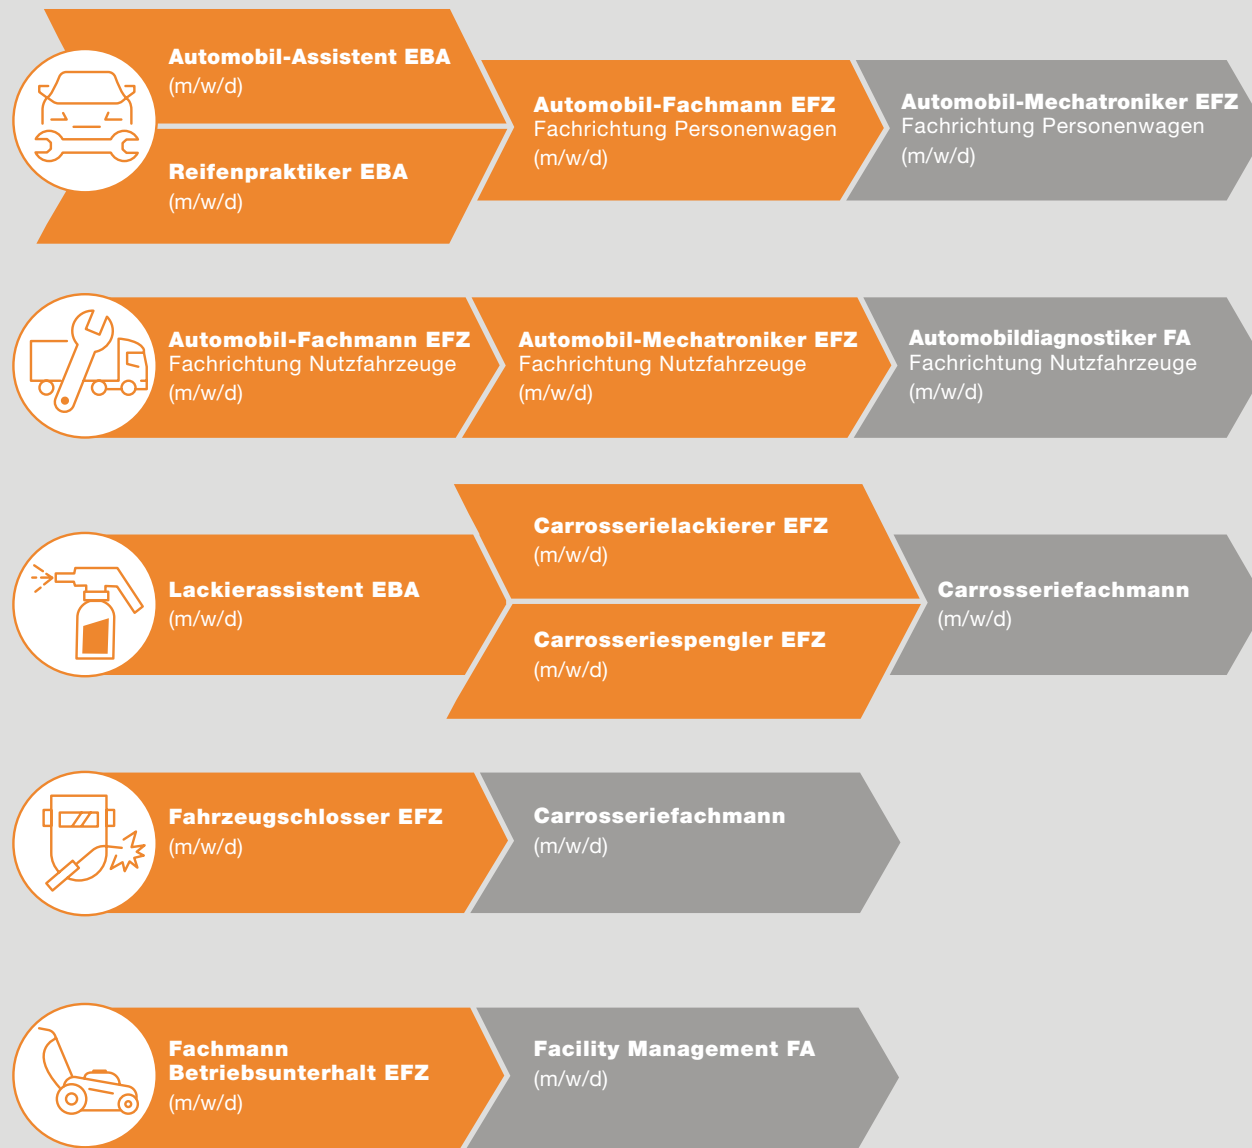 Automobil-Assistent EBA
(m/w/d)
Reifenpraktiker EBA
(m/w/d)
Automobil-Fachmann EFZ
Fachrichtung Personenwagen
(m/w/d)
Automobil-Mechatroniker EFZ
Fachrichtung Personenwagen
(m/w/d)
Automobil-Fachmann EFZ
Fachrichtung Nutzfahrzeuge
(m/w/d)
Automobil-Mechatroniker EFZ
Fachrichtung Nutzfahrzeuge
(m/w/d)
Automobildiagnostiker FA
Fachrichtung Nutzfahrzeuge
(m/w/d)
Lackierassistent EBA
(m/w/d)
Carrosserielackierer EFZ
(m/w/d)
Carrosseriespengler EFZ
(m/w/d)
Carrosseriefachmann
(m/w/d)
Fahrzeugschlosser EFZ
(m/w/d)
Carrosseriefachmann
(m/w/d)
Fachmann
Betriebsunterhalt EFZ
(m/w/d)
Facility Management FA
(m/w/d)